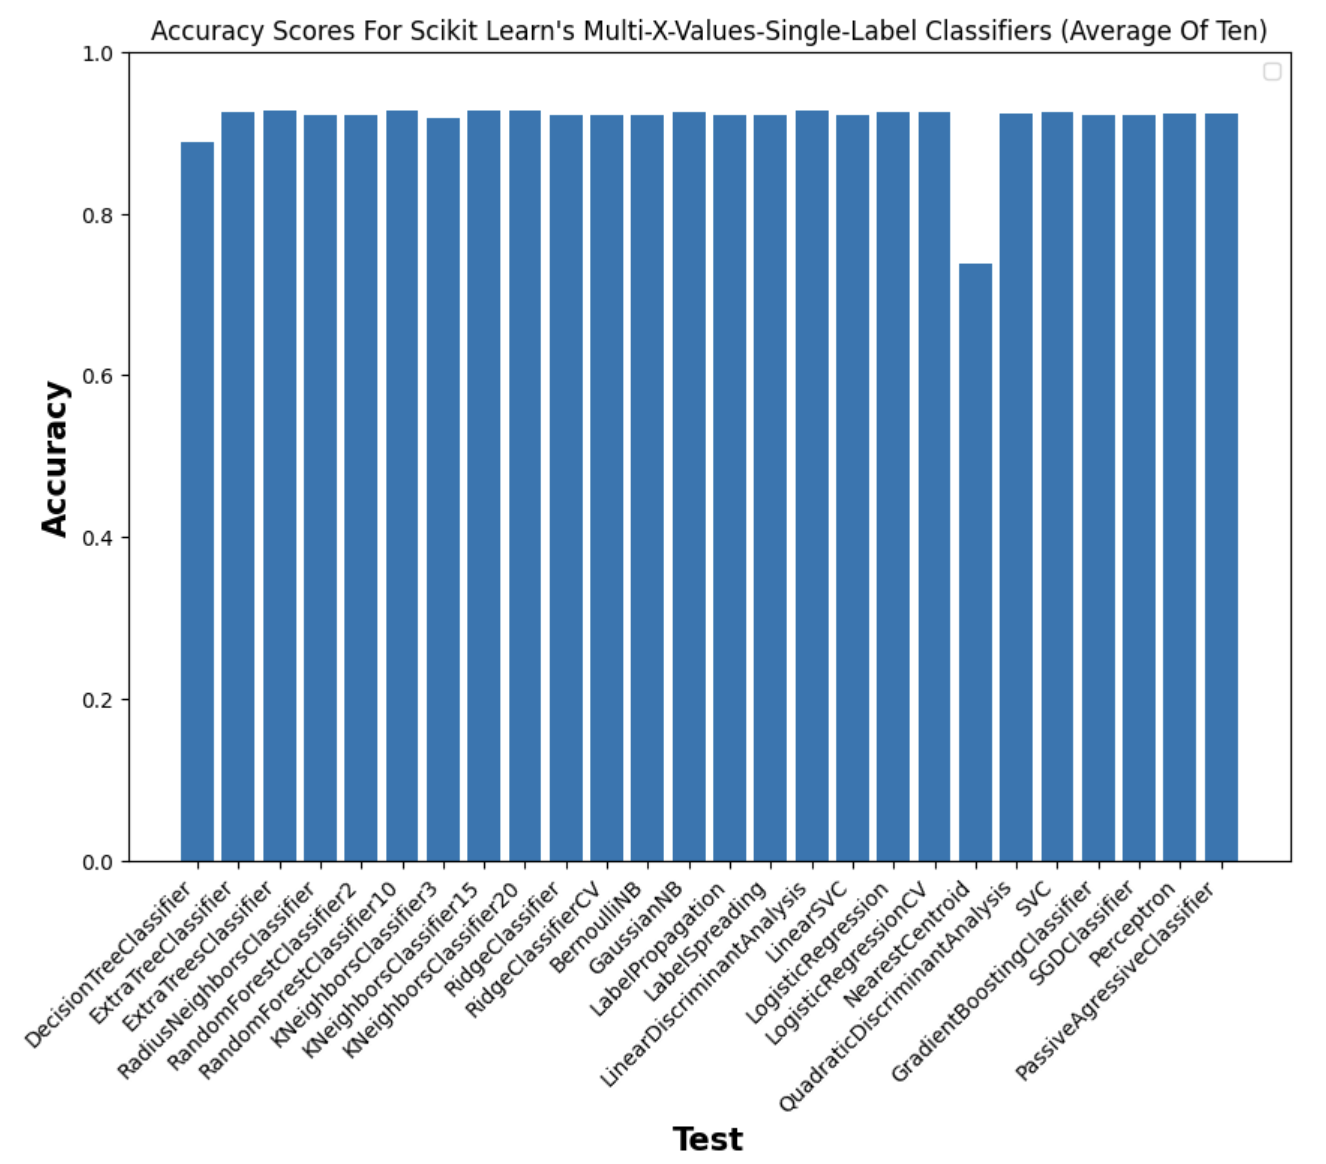 Accuracy Scores For Scikit Learn's Multi-X-Values-Single-Label Classifiers (Average Of Ten)
1.0
0.8
0.6
0.4
0.2
0.0
Accuracy
DecisionTreeClassifier
ExtraTreeClassifier
ExtraTreesClassifier
RadiusNeighborsClassifier
RandomForestClassifier2
RandomForestClassifier10
KNeighborsClassifier3
KNeighborsClassifier15
KNeighborsClassifier20
RidgeClassifier
RidgeClassifierCV
BernoulliNB
GaussianNB
LabelPropagation
LabelSpreading
LinearDiscriminantAnalysis
LinearSVC
LogisticRegression
LogisticRegressionCV
NearestCentroid
QuadraticDiscriminantAnalysis
SVC
GradientBoostingClassifier
SGDClassifier
Perceptron
PassiveAgressiveClassifier
Test